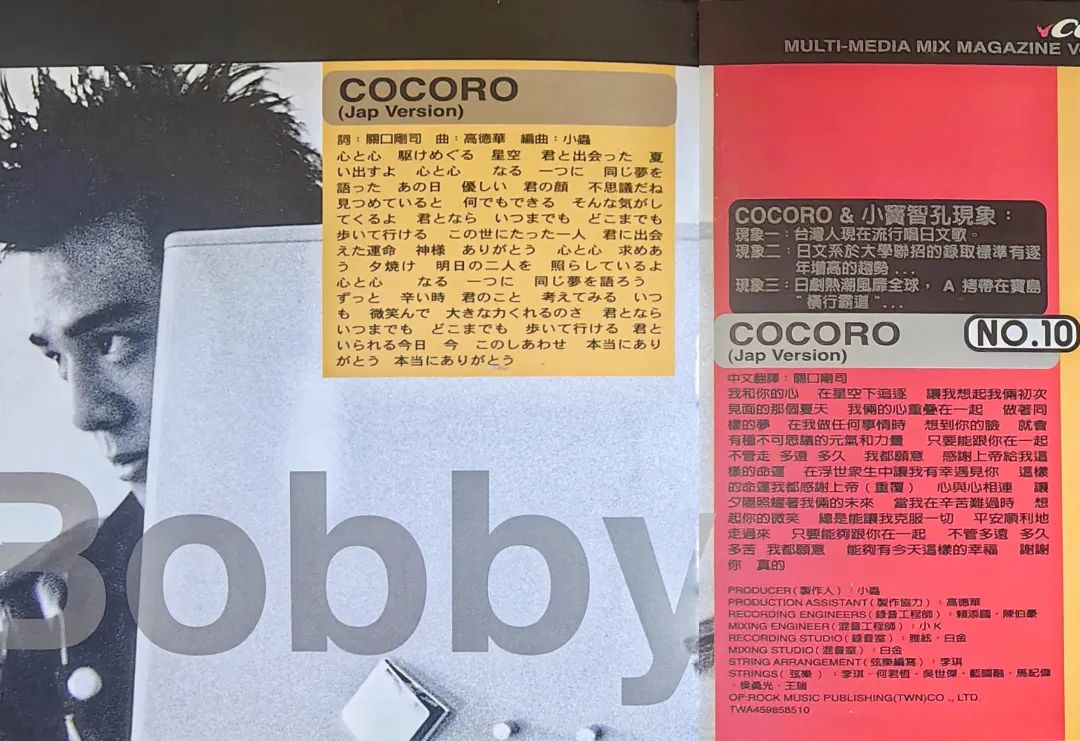 COCORO
(Jap Version)
詞：關口剛司 曲：高德華 編曲：小蟲
心と心 駆けめぐる 星空 君と出会った 夏
い出すよ 心と心 なる 一つに 同じ夢を
語った あの日 優しい 君の顔 不思議だね
見つめていると 何でもできる そんな気がし
てくるよ 君となら いつまでも どこまでも
歩いて行ける この世にたった一人 君に出会
えた運命 神様 ありがとう 心と心 求めあ
う 夕焼け 明日の二人を 照らしているよ
心と心 なる 一つに 同じ夢を語ろう
ずっと 辛い時 君のこと 考えてみる いつ
も 微笑んで 大きな力くれるのさ 君となら
いつまでも どこまでも 歩いて行ける 君と
いられる今日 今 このしあわせ 本当にあり
がとう 本当にありがとう
Bobby
MULTI-MEDIA MIX MAGAZINE V
COCORO & 小寶智孔現象：
現象一：台灣人現在流行唱日文歌。
現象二：日文系於大學聯招的錄取標準有逐
年增高的趨勢...
現象三：日劇熱潮風靡全球， A 拷帶在寶島
"橫行霸道"...
COCORO
NO.10
(Jap Version)
中文翻譯：關口剛司
我和你的心 在星空下追逐 讓我想起我倆初次
見面的那個夏天 我倆的心重疊在一起 做著同
樣的夢 在我做任何事情時 想到你的臉 就會
有種不可思議的元氣和力量 只要能跟你在一起
不管走 多遠 多久 我都願意 感謝上帝給我這
樣的命運 在浮世眾生中讓我有幸遇見你 這樣
的命運我都感謝上帝（重覆） 心與心相連 讓
夕陽照耀著我倆的未來 當我在辛苦難過時 想
起你的微笑 總是能讓我克服一切 平安順利地
走過來 只要能夠跟你在一起 不管多遠 多久
多苦 我都願意 能夠有今天這樣的幸福 謝謝
你 真的
PRODUCER(製作人)：小蟲
PRODUCTION ASSISTANT(製作協力)：高德華
RECORDING ENGINEERS(錄音工程師)：賴添國·陳伯豪
MIXING ENGINEER(混音工程師)：小K
RECORDING STUDIO(錄音室)：雅絃·白金
MIXING STUDIO(混音室)：白金
STRING ARRANGEMENT(弦樂編寫)：李琪
STRINGS(弦樂)：李琪·何君恆·吳世傑·藍國融·馬紀偉
·侯勇光·王瑞
OP:ROCK MUSIC PUBLISHING(TWN)CO., LTD.
TWA459858510